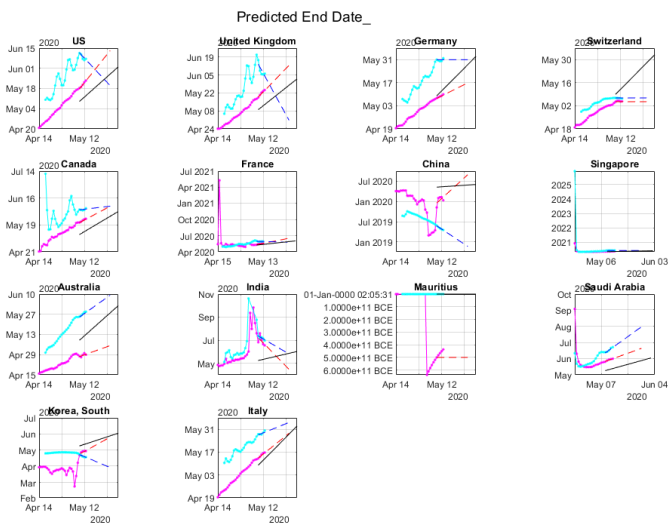 Predicted End Date_
2020 US
Jun 15
Jun 01
May 18
May 04
Apr 20
Apr 14 May 12
2020
2020 United Kingdom
Jun 19
Jun 05
May 22
May 08
Apr 24
Apr 14 May 12
2020
2020 Germany
May 31
May 17
May 03
Apr 19
Apr 14 May 12
2020
2020 Switzerland
May 30
May 16
May 02
Apr 18
Apr 14 May 12
2020
2020 Canada
Jul 14
Jun 16
May 19
Apr 21
Apr 14 May 12
2020
France
Jul 2021
Apr 2021
Jan 2021
Oct 2020
Jul 2020
Apr 2020
Apr 15 May 13
2020
China
Jul 2020
Jan 2020
Jul 2019
Jan 2019
Apr 14 May 12
2020
Singapore
2025
2024
2023
2022
2021
May 06 Jun 03
2020
2020 Australia
Jun 10
May 27
May 13
Apr 29
Apr 15
Apr 14 May 12
2020
2020 India
Nov
Sep
Jul
May
Apr 14 May 12
2020
Mauritius
01-Jan-0000 02:05:31
1.0000e+11 BCE
2.0000e+11 BCE
3.0000e+11 BCE
4.0000e+11 BCE
5.0000e+11 BCE
6.0000e+11 BCE
Apr 14 May 12
2020
2020 Saudi Arabia
Oct
Sep
Aug
Jul
Jun
May
May 07 Jun 04
2020
2020 Korea, South
Jul
Jun
May
Apr
Mar
Feb
Apr 14 May 12
2020
2020 Italy
May 31
May 17
May 03
Apr 19
Apr 14 May 12
2020